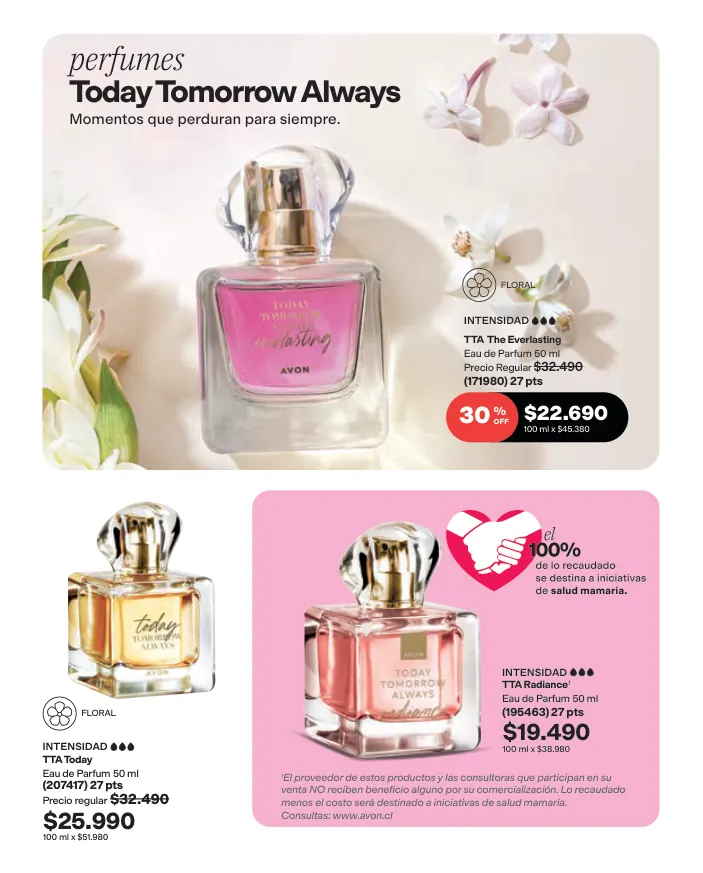 perfumes
Today Tomorrow Always
Momentos que perduran para siempre.
TODAY
TOMORROW
everlasting
AVON
FLORAL
INTENSIDAD
TTA The Everlasting
Eau de Parfum 50 ml
Precio Regular $32.490
(171980) 27 pts
30% OFF
$22.690
100 ml x $45.380
today
TOMORROW
ALWAYS
AVON
FLORAL
INTENSIDAD
TTA Today
Eau de Parfum 50 ml
(207417) 27 pts
Precio regular $32.490
$25.990
100 ml x $51.980
el
100%
de lo recaudado
se destina a iniciativas
de salud mamaria.
AVON
TODAY
TOMORROW
ALWAYS
radiance
INTENSIDAD
TTA Radiance¹
Eau de Parfum 50 ml
(195463) 27 pts
$19.490
100 ml x $38.980
¹El proveedor de estos productos y las consultoras que participan en su
venta NO reciben beneficio alguno por su comercialización. Lo recaudado
menos el costo será destinado a iniciativas de salud mamaria.
Consultas: www.avon.cl